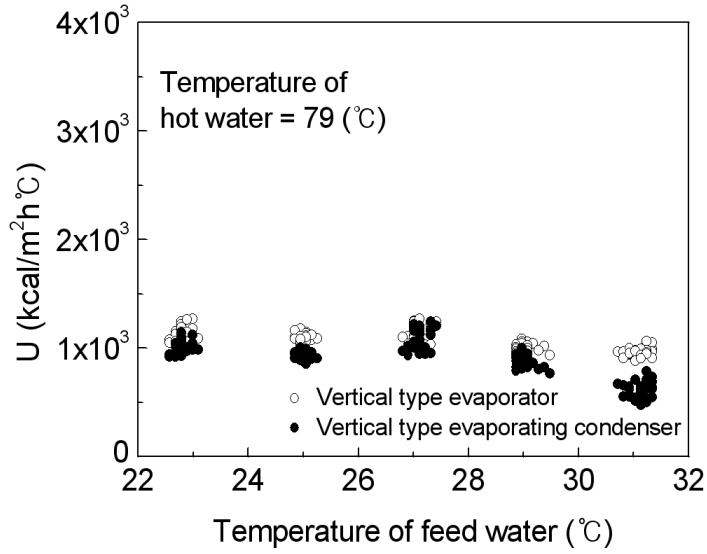 4x10³
Temperature of
hot water = 79 (℃)
3x10³
2x10³
1x10³
0
U (kcal/m²h℃)
○ Vertical type evaporator
● Vertical type evaporating condenser
22 24 26 28 30 32
Temperature of feed water (℃)